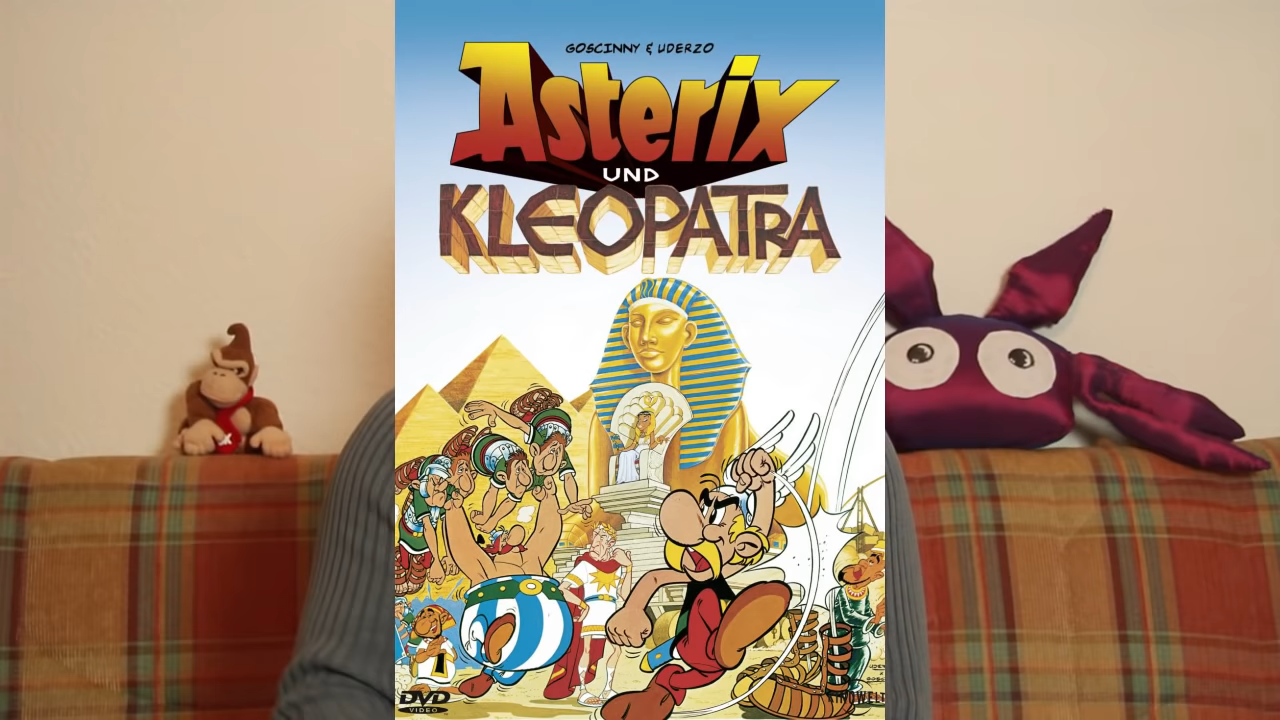 GOSCINNY & UDERZO
Asterix
UND
KLEOPATRA
DVD
VIDEO